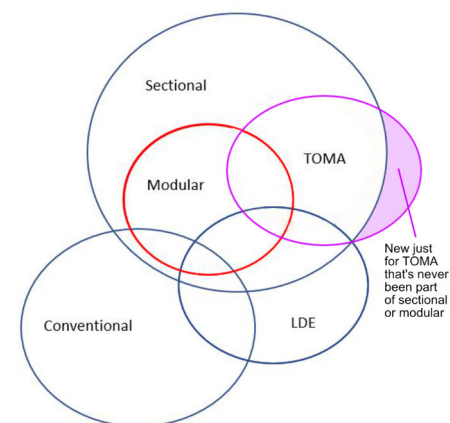 Sectional
TOMA
Modular
New just
for TOMA
that's never
been part
of sectional
or modular
Conventional
LDE